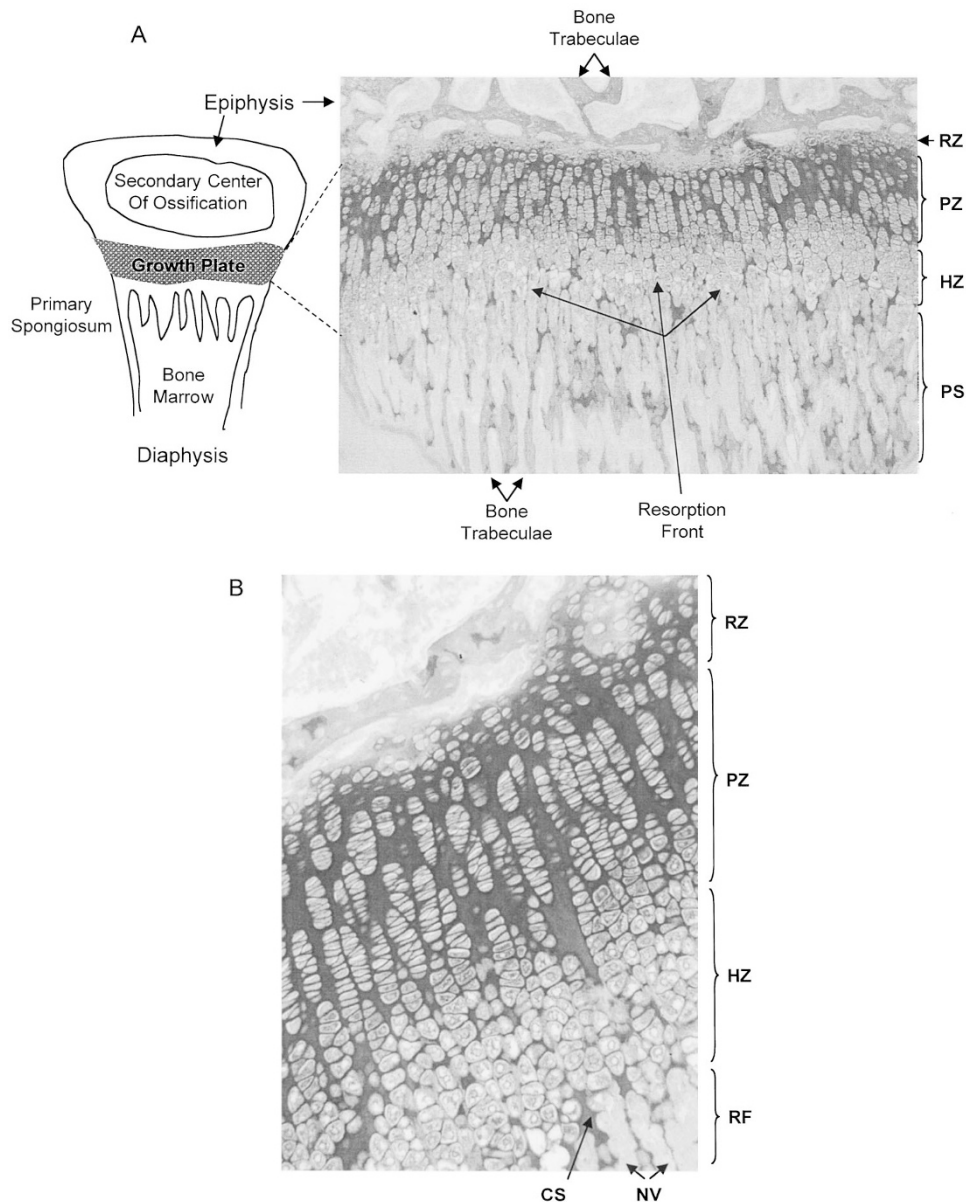 A
Bone
Trabeculae
Epiphysis
RZ
Secondary Center
Of Ossification
PZ
Growth Plate
HZ
Primary
Spongiosum
Bone
Marrow
PS
Diaphysis
Bone
Trabeculae
Resorption
Front
B
RZ
PZ
HZ
RF
CS
NV